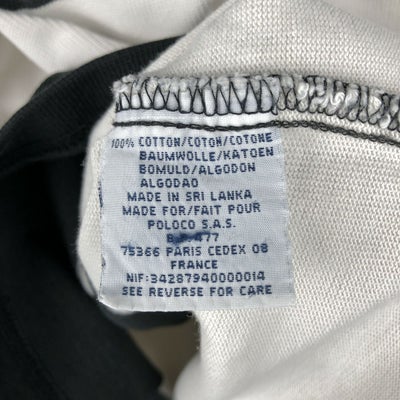 100% COTTON/COTON/COTONE
BAUMWOLLE/KATOEN
BOMULD/ALGODON
ALGODAO
MADE IN SRI LANKA
MADE FOR/FAIT POUR
POLOCO S.A.S.
B.P. 477
75366 PARIS CEDEX 08
FRANCE
NIF:34287940000014
SEE REVERSE FOR CARE